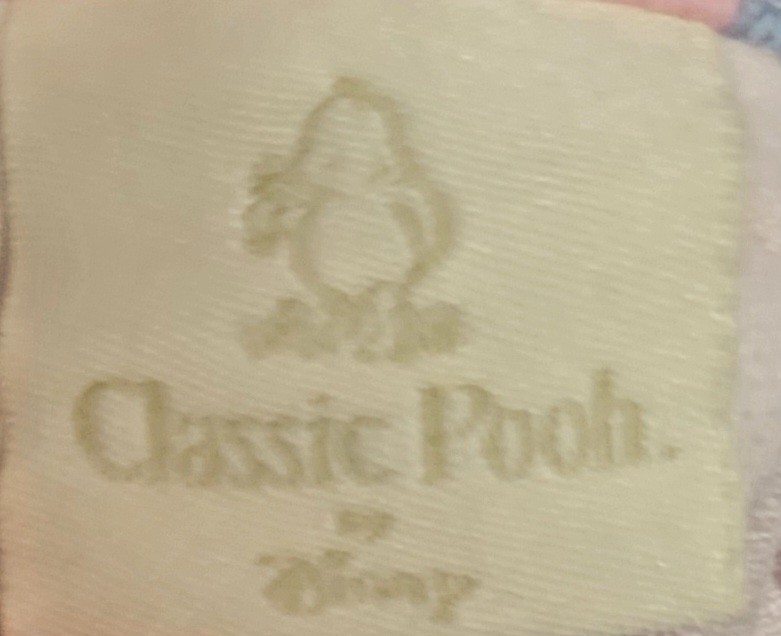 Classic Pooh.
by
Disney